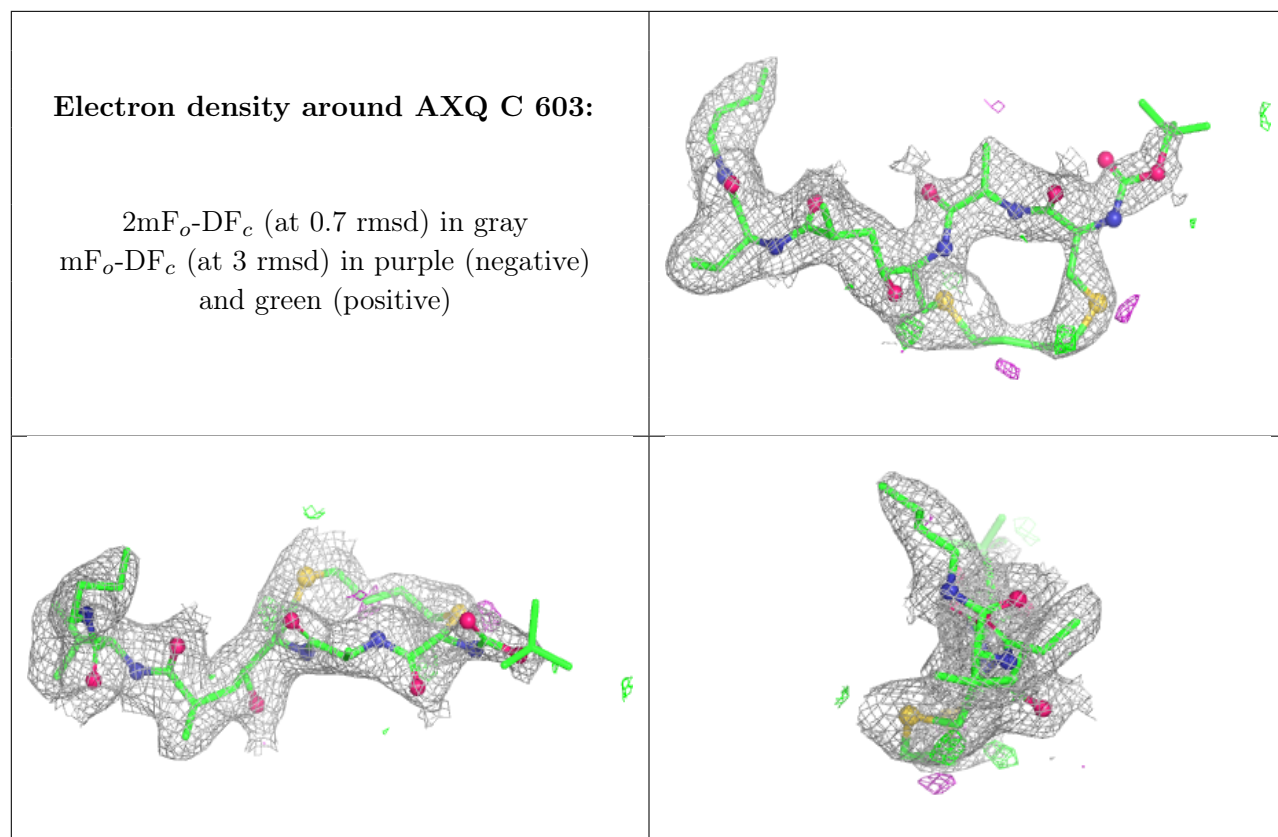 Electron density around AXQ C 603:
2mFo-DFc (at 0.7 rmsd) in gray
mFo-DFc (at 3 rmsd) in purple (negative)
and green (positive)